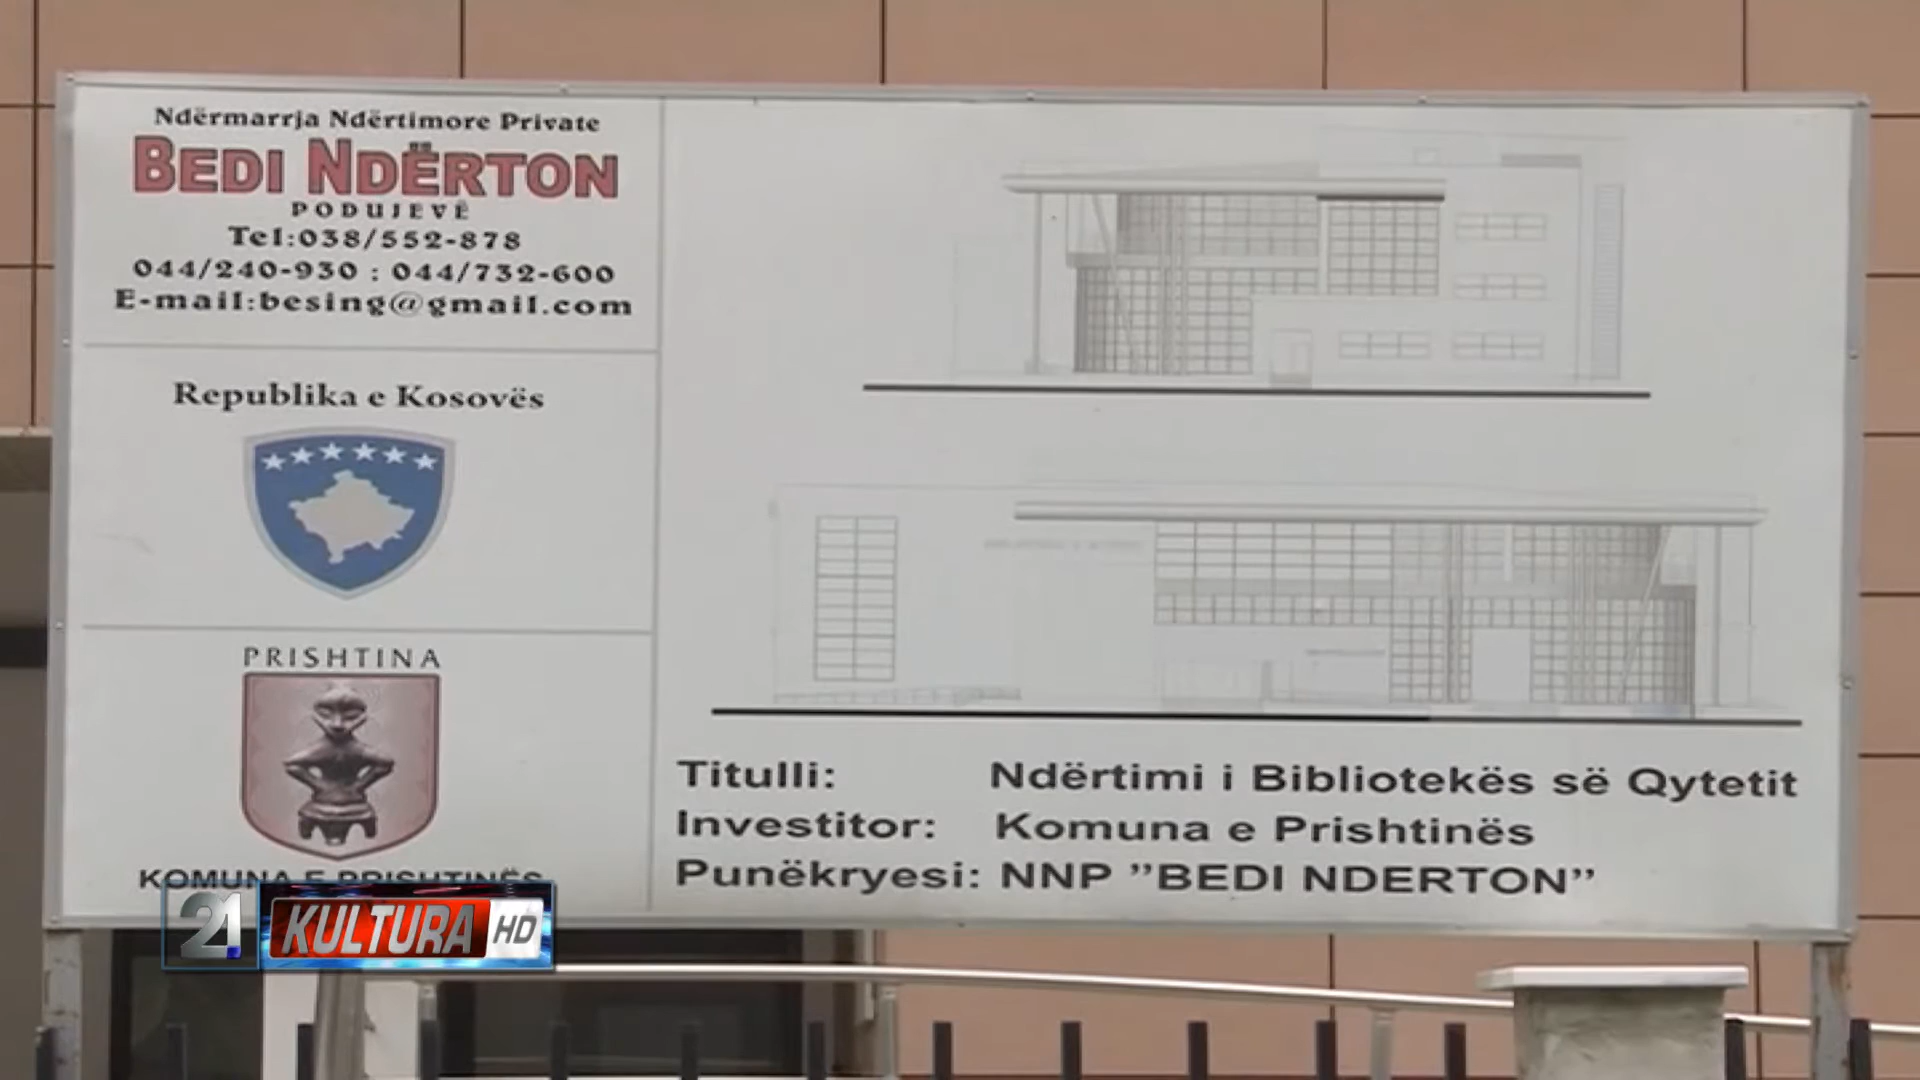 Ndërmarrja Ndërtimore Private
BEDI NDËRTON
PODUJEVË
Tel:038/552-878
044/240-930 : 044/732-600
E-mail:besing@gmail.com
Republika e Kosovës
PRISHTINA
KOMUNA E PRISHTINËS
Titulli: Ndërtimi i Bibliotekës së Qytetit
Investitor: Komuna e Prishtinës
Punëkryesi: NNP ”BEDI NDERTON”
21 KULTURA HD